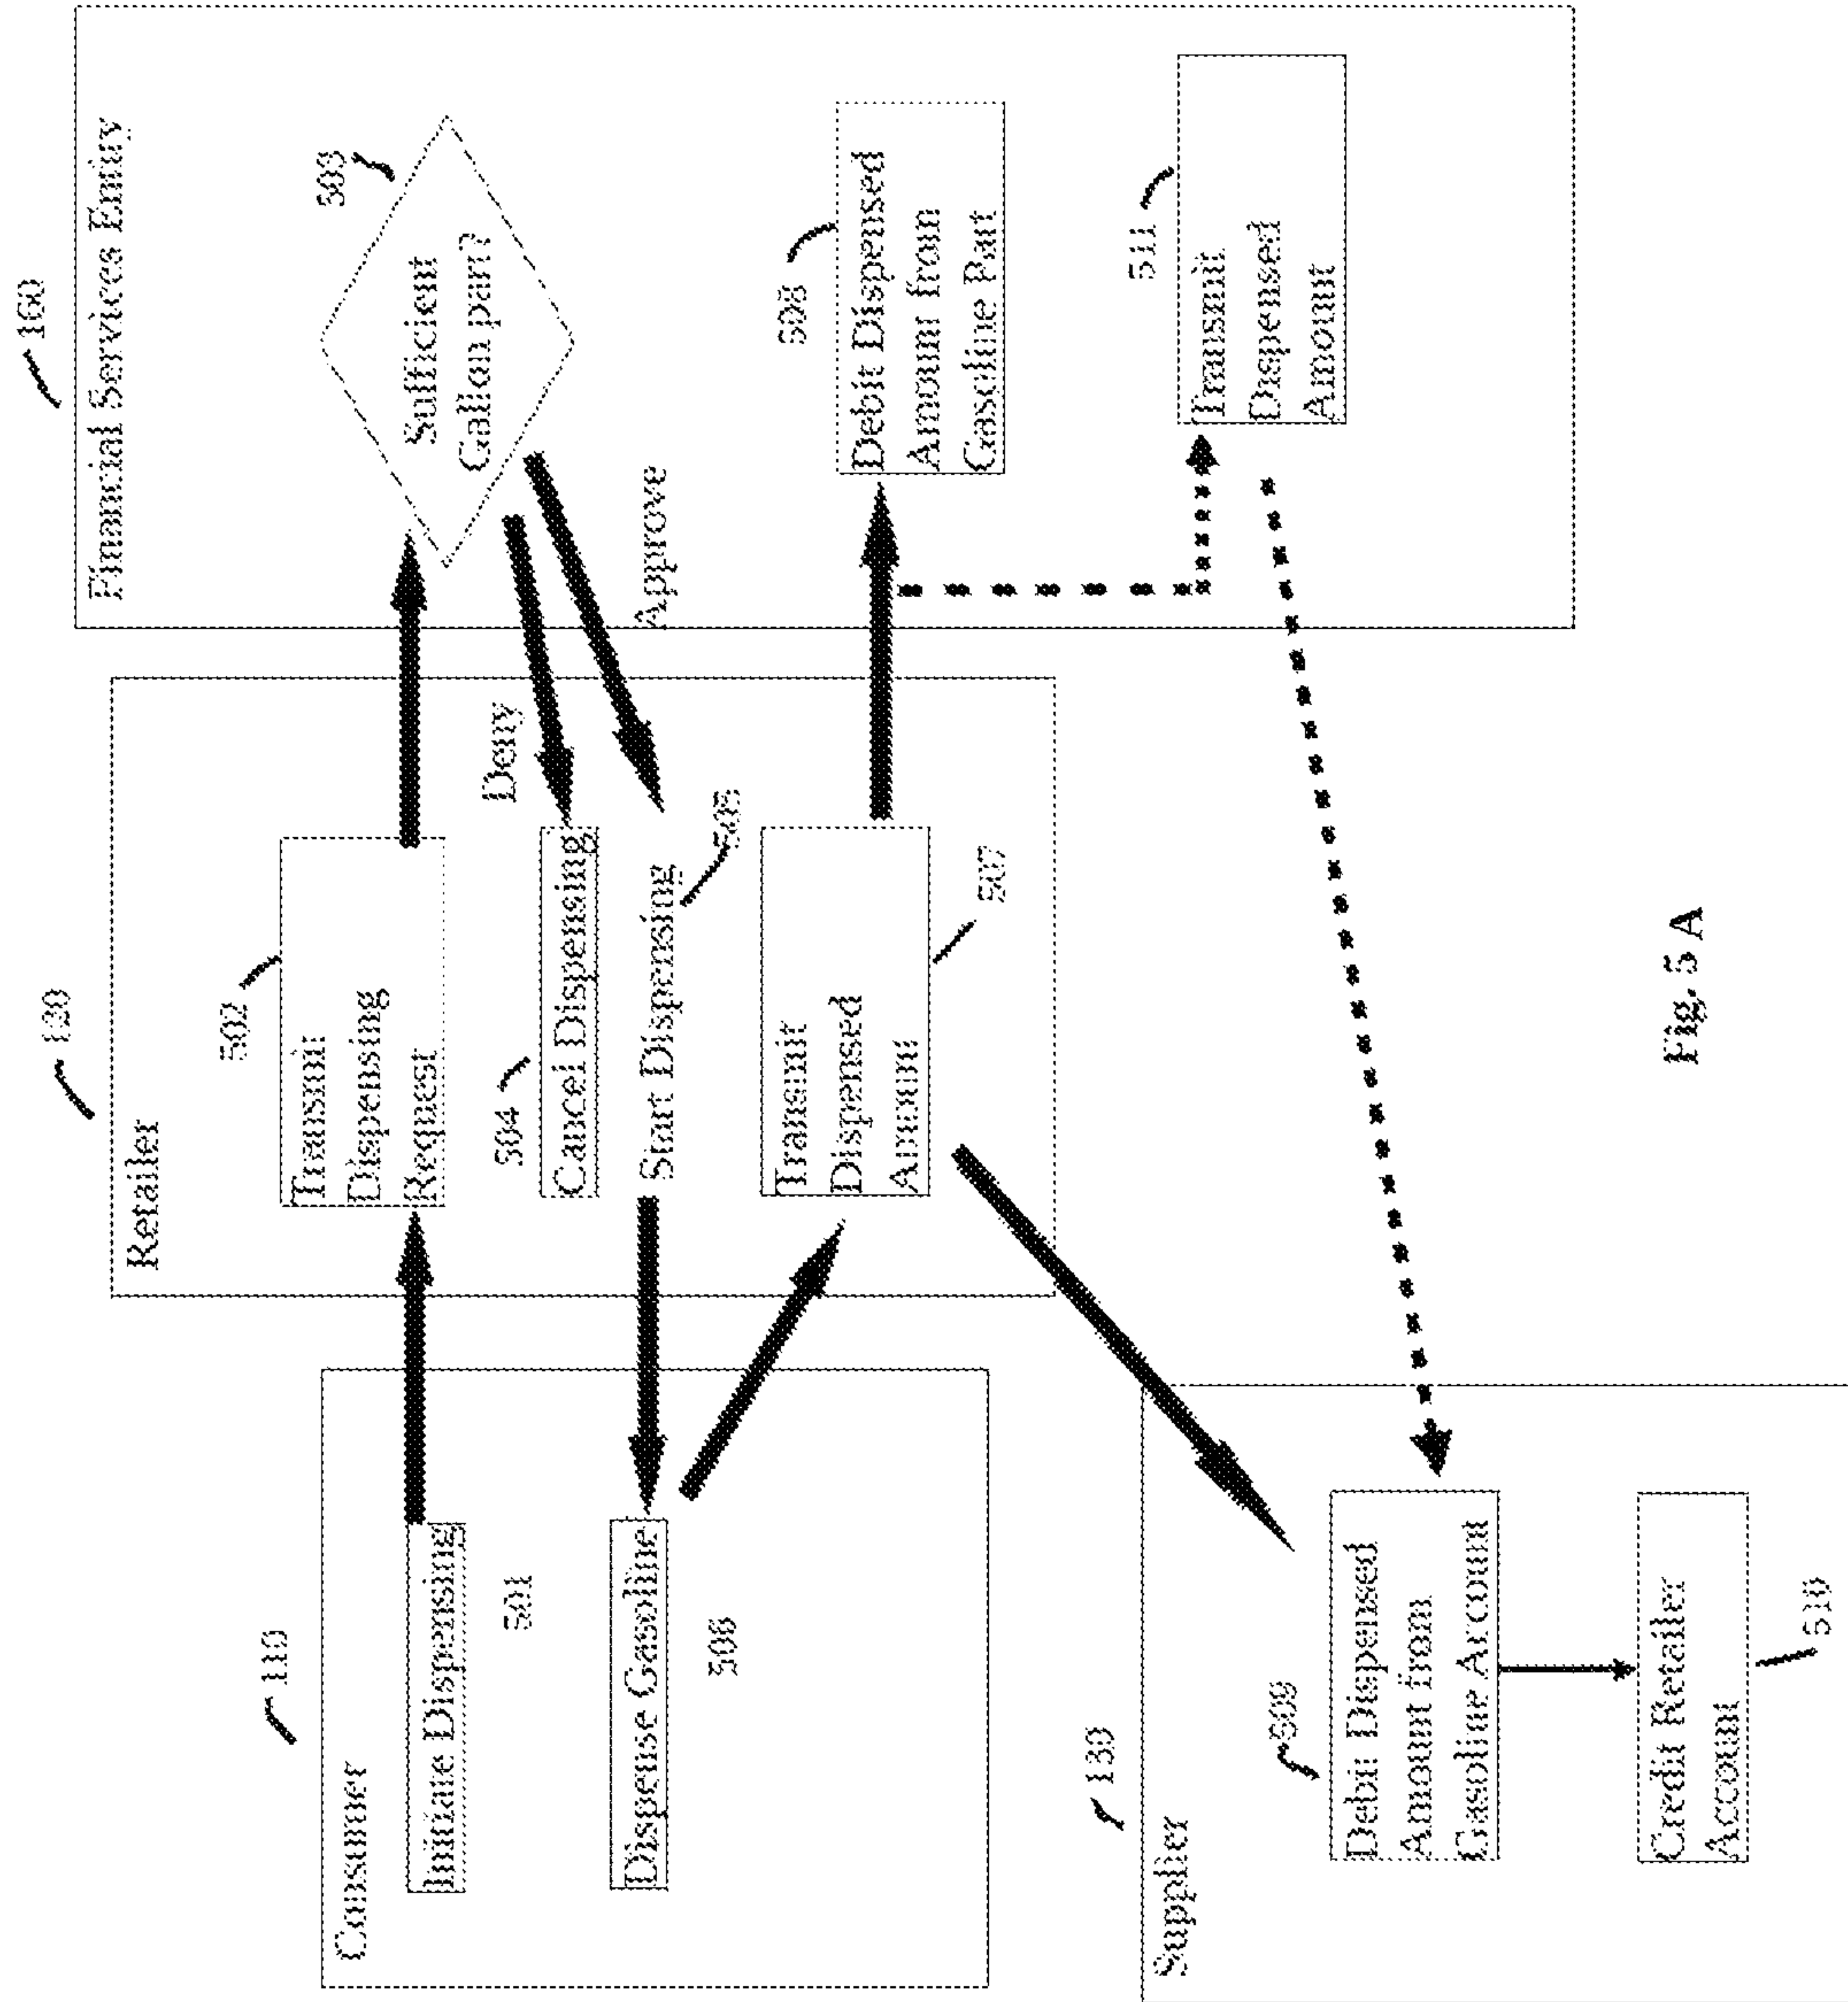 160
Financial Services Entity
Retailer
110
Consumer
502
503
Transmit
Dispensing
Request
Sufficient
Gallon part?
Initiate Dispensing
501
Deny
504
Cancel Dispensing
Approve
Start Dispensing
505
Dispense Gasoline
506
508
Transmit
Dispensed
Amount
507
Debit Dispensed
Amount from
Gasoline Part
Supplier
511
Transmit
Dispensed
Amount
509
Debit Dispensed
Amount from
Gasoline Account
Credit Retailer
Account
510
Fig. 5 A